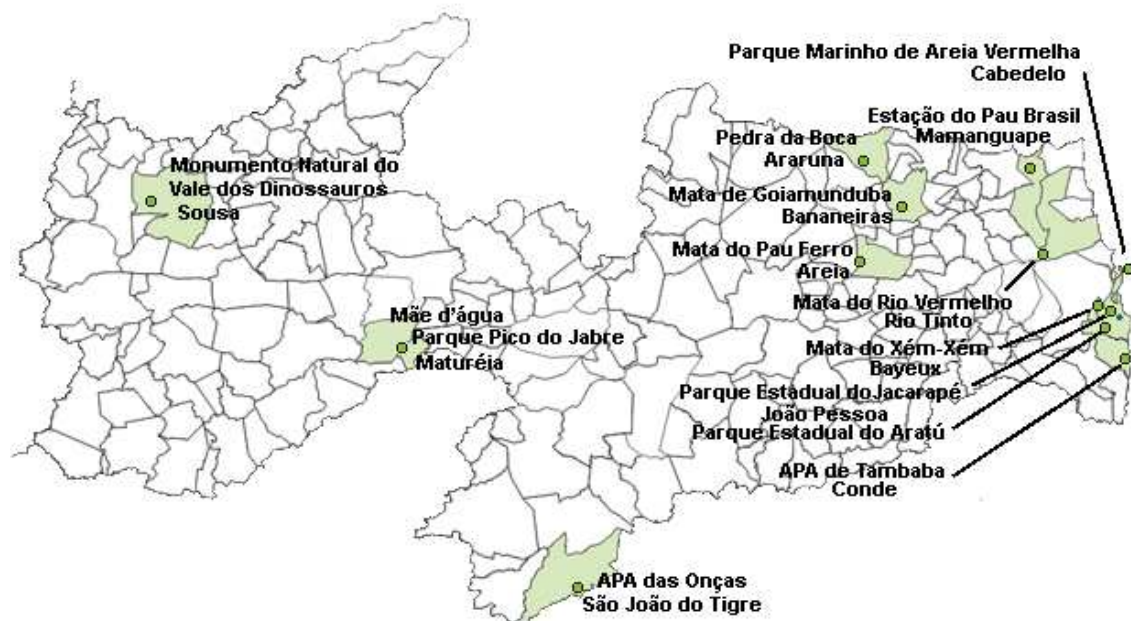 Parque Marinho de Areia Vermelha
Cabedelo
Estação do Pau Brasil
Mamanguape
Pedra da Boca
Araruna
Monumento Natural do
Vale dos Dinossauros
Sousa
Mata de Goiamunduba
Bananeiras
Mata do Pau Ferro
Areia
Mata do Rio Vermelho
Rio Tinto
Mãe d'água
Parque Pico do Jabre
Maturéia
Mata do Xém-Xém
Bayeux
Parque Estadual do Jacarapé
João Pessoa
Parque Estadual do Aratú
APA de Tambaba
Conde
APA das Onças
São João do Tigre